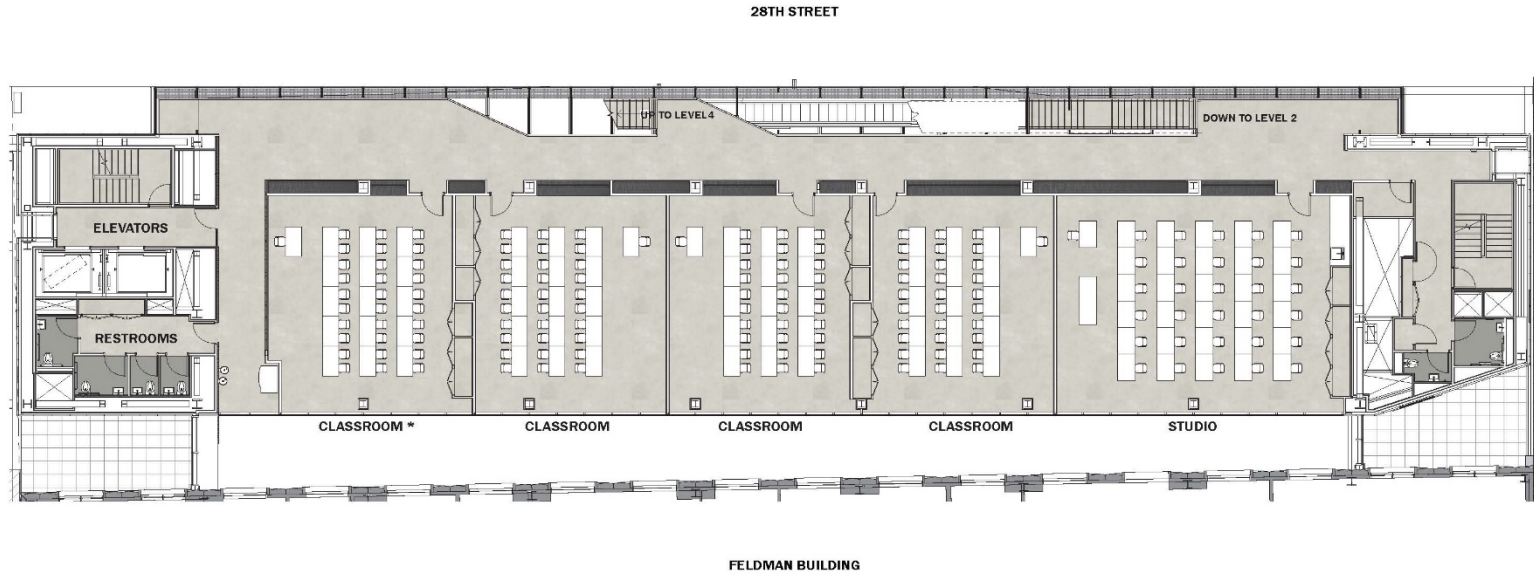 28TH STREET
UP TO LEVEL 4
DOWN TO LEVEL 2
ELEVATORS
RESTROOMS
CLASSROOM *
CLASSROOM
CLASSROOM
CLASSROOM
STUDIO
FELDMAN BUILDING